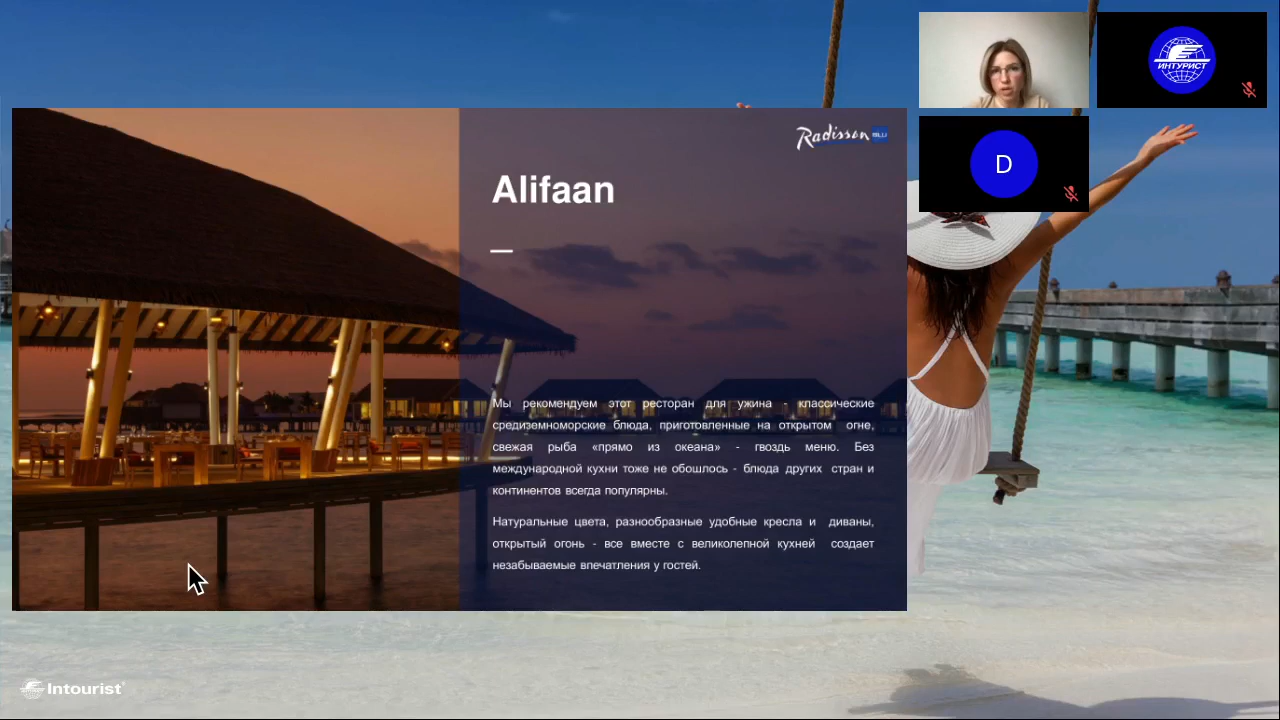 Radisson BLU
ИНТУРИСТ
D
Alifaan
Мы рекомендуем этот ресторан для ужина - классические
средиземноморские блюда, приготовленные на открытом огне,
свежая рыба «прямо из океана» - гвоздь меню. Без
международной кухни тоже не обошлось - блюда других стран и
континентов всегда популярны.
Натуральные цвета, разнообразные удобные кресла и диваны,
открытый огонь - все вместе с великолепной кухней создает
незабываемые впечатления у гостей.
Intourist